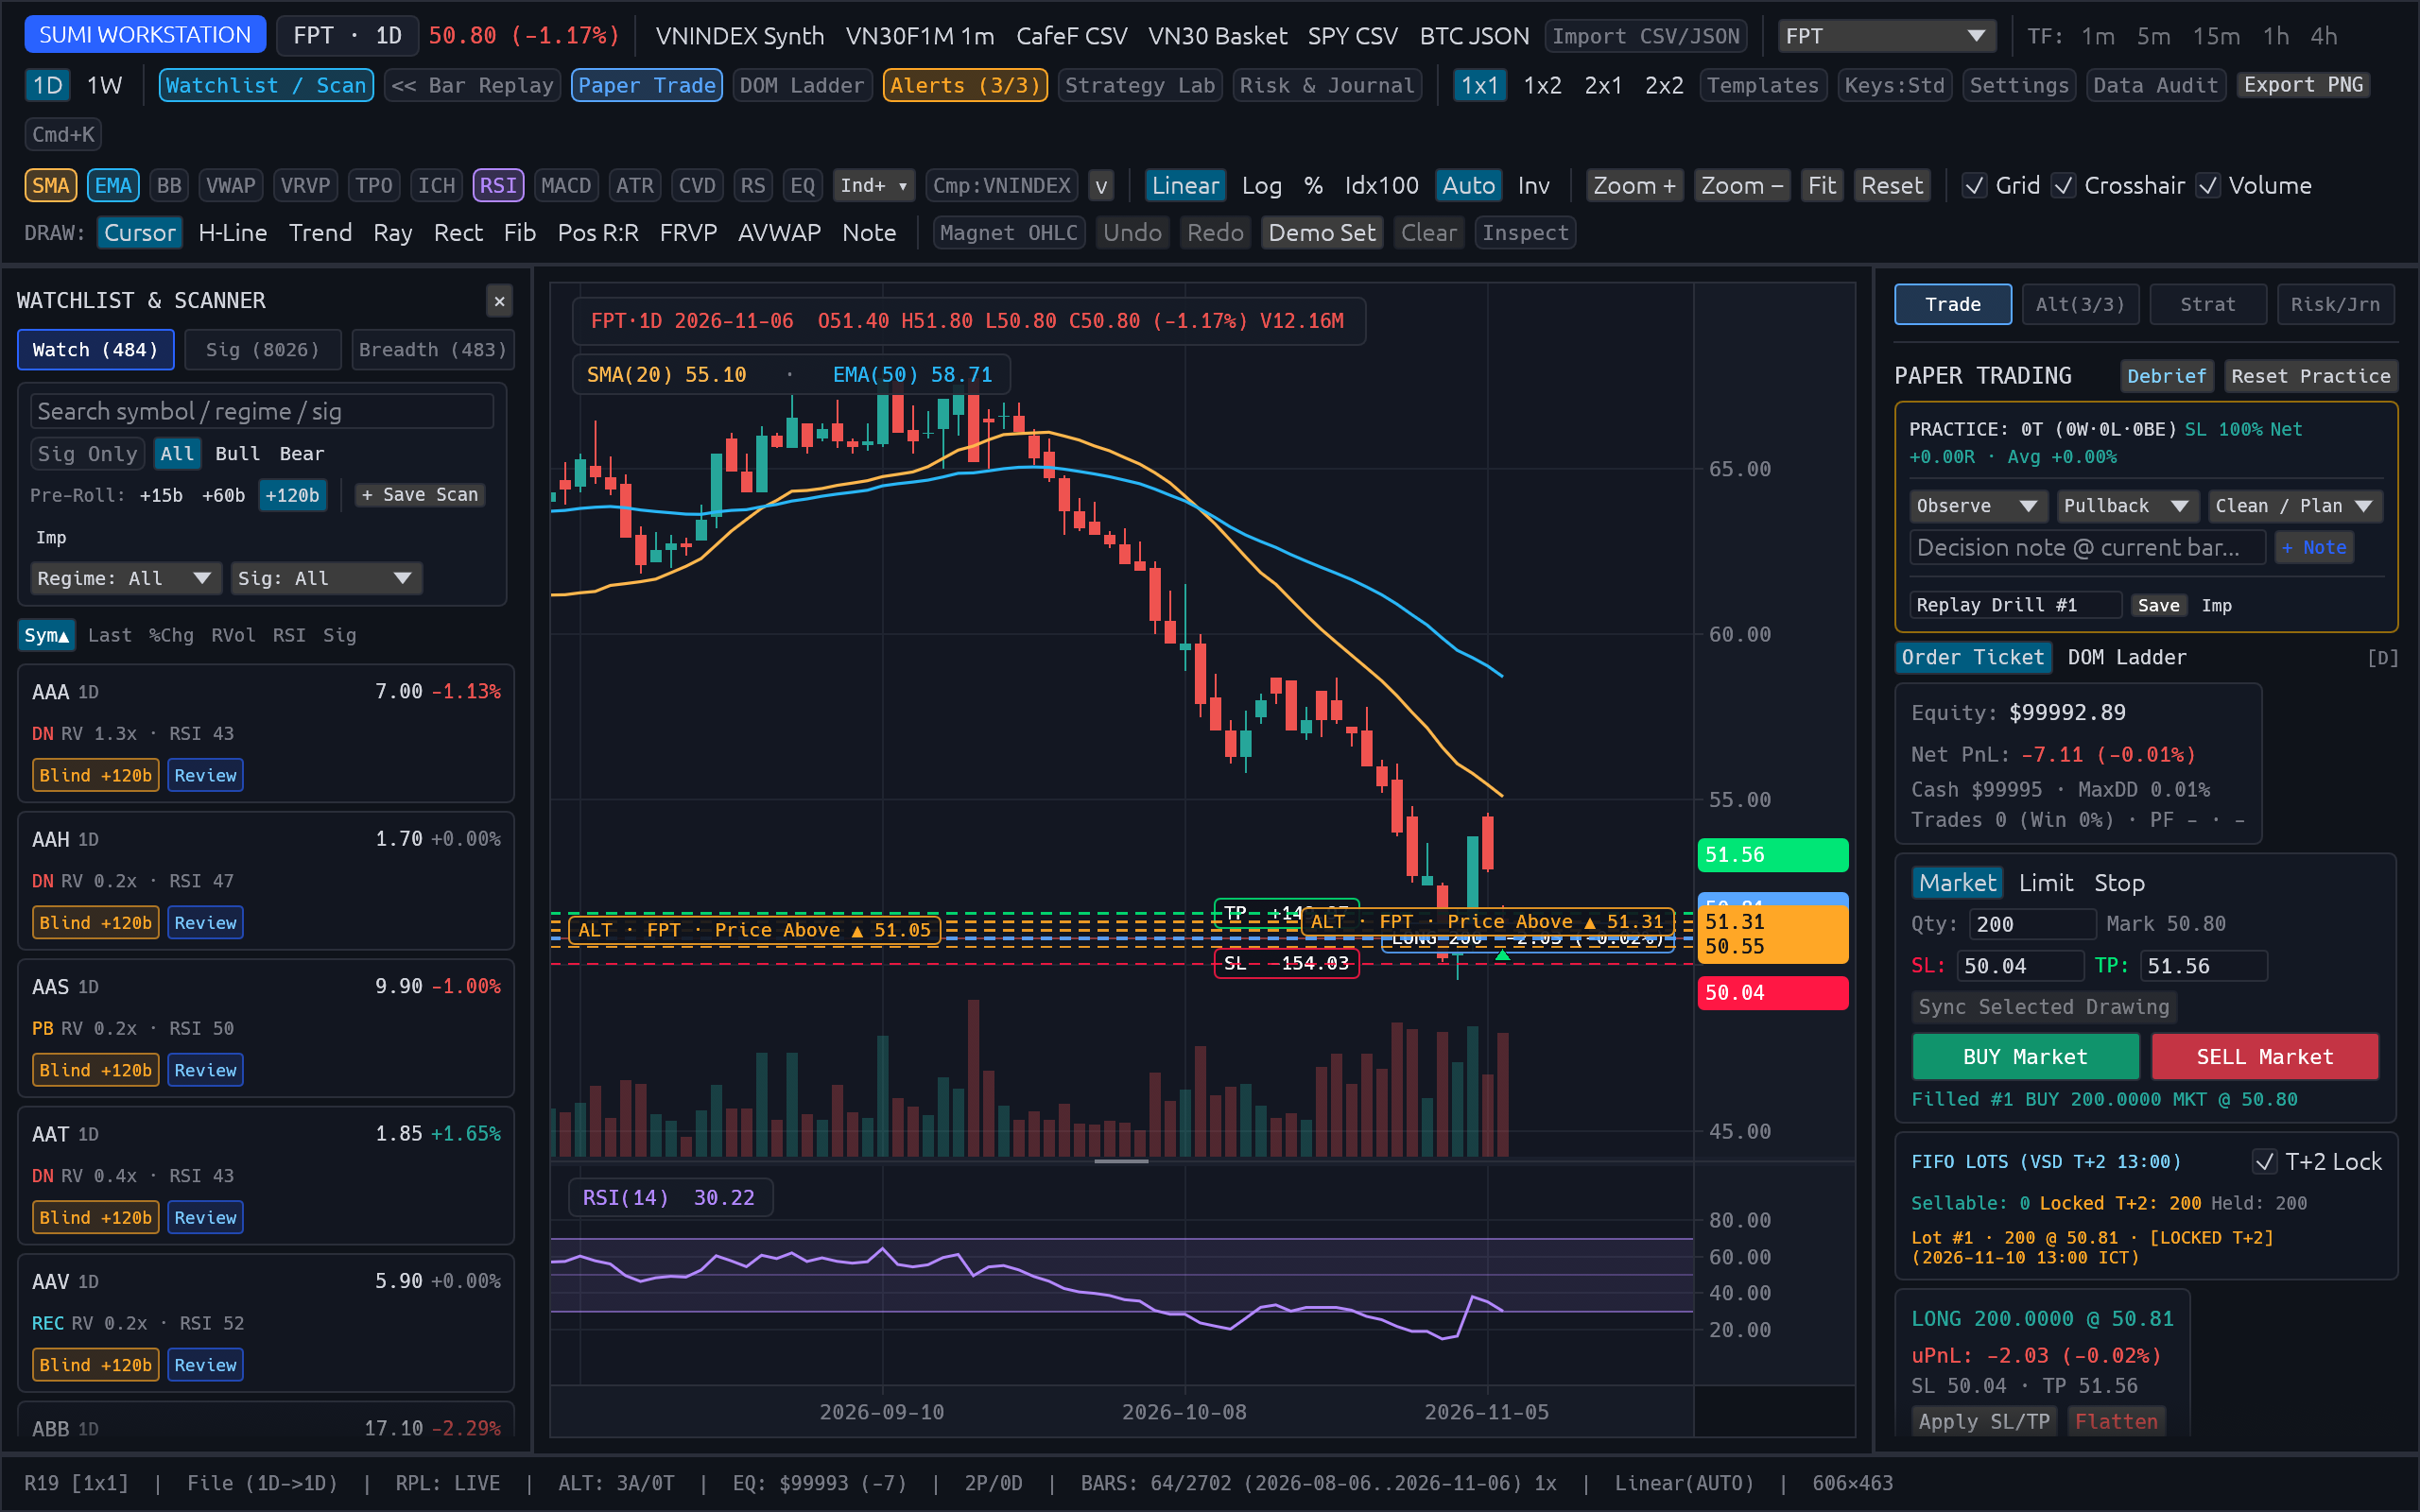 SUMI WORKSTATION FPT · 1D 50.80 (-1.17%) VNINDEX Synth VN30F1M 1m CafeF CSV VN30 Basket SPY CSV BTC JSON Import CSV/JSON FPT TF: 1m 5m 15m 1h 4h
1D 1W Watchlist / Scan << Bar Replay Paper Trade DOM Ladder Alerts (3/3) Strategy Lab Risk & Journal 1x1 1x2 2x1 2x2 Templates Keys:Std Settings Data Audit Export PNG
Cmd+K
SMA EMA BB VWAP VRVP TPO ICH RSI MACD ATR CVD RS EQ Ind+ ▾ Cmp:VNINDEX v Linear Log % Idx100 Auto Inv Zoom + Zoom − Fit Reset Grid Crosshair Volume
DRAW: Cursor H-Line Trend Ray Rect Fib Pos R:R FRVP AVWAP Note Magnet OHLC Undo Redo Demo Set Clear Inspect
WATCHLIST & SCANNER ×
Watch (484) Sig (8026) Breadth (483)
Search symbol / regime / sig
Sig Only All Bull Bear
Pre-Roll: +15b +60b +120b + Save Scan
Imp
Regime: All Sig: All
Sym▲ Last %Chg RVol RSI Sig
AAA 1D 7.00 -1.13%
DN RV 1.3x · RSI 43
Blind +120b Review
AAH 1D 1.70 +0.00%
DN RV 0.2x · RSI 47
Blind +120b Review
AAS 1D 9.90 -1.00%
PB RV 0.2x · RSI 50
Blind +120b Review
AAT 1D 1.85 +1.65%
DN RV 0.4x · RSI 43
Blind +120b Review
AAV 1D 5.90 +0.00%
REC RV 0.2x · RSI 52
Blind +120b Review
ABB 1D 17.10 -2.29%
FPT·1D 2026-11-06 O51.40 H51.80 L50.80 C50.80 (-1.17%) V12.16M
SMA(20) 55.10 · EMA(50) 58.71
65.00
60.00
55.00
51.56
51.31
50.55
50.04
45.00
TP
ALT · FPT · Price Above ▲ 51.31
ALT · FPT · Price Above ▲ 51.05
LONG 200 -2.03 (-0.02%)
SL -154.03
RSI(14) 30.22
80.00
60.00
40.00
20.00
2026-09-10 2026-10-08 2026-11-05
Trade Alt(3/3) Strat Risk/Jrn
PAPER TRADING Debrief Reset Practice
PRACTICE: 0T (0W·0L·0BE) SL 100% Net
+0.00R · Avg +0.00%
Observe Pullback Clean / Plan
Decision note @ current bar... + Note
Replay Drill #1 Save Imp
Order Ticket DOM Ladder [D]
Equity: $99992.89
Net PnL: -7.11 (-0.01%)
Cash $99995 · MaxDD 0.01%
Trades 0 (Win 0%) · PF - · -
Market Limit Stop
Qty: 200 Mark 50.80
SL: 50.04 TP: 51.56
Sync Selected Drawing
BUY Market SELL Market
Filled #1 BUY 200.0000 MKT @ 50.80
FIFO LOTS (VSD T+2 13:00) T+2 Lock
Sellable: 0 Locked T+2: 200 Held: 200
Lot #1 · 200 @ 50.81 · [LOCKED T+2]
(2026-11-10 13:00 ICT)
LONG 200.0000 @ 50.81
uPnL: -2.03 (-0.02%)
SL 50.04 · TP 51.56
Apply SL/TP Flatten
R19 [1x1] | File (1D->1D) | RPL: LIVE | ALT: 3A/0T | EQ: $99993 (-7) | 2P/0D | BARS: 64/2702 (2026-08-06..2026-11-06) 1x | Linear(AUTO) | 606×463